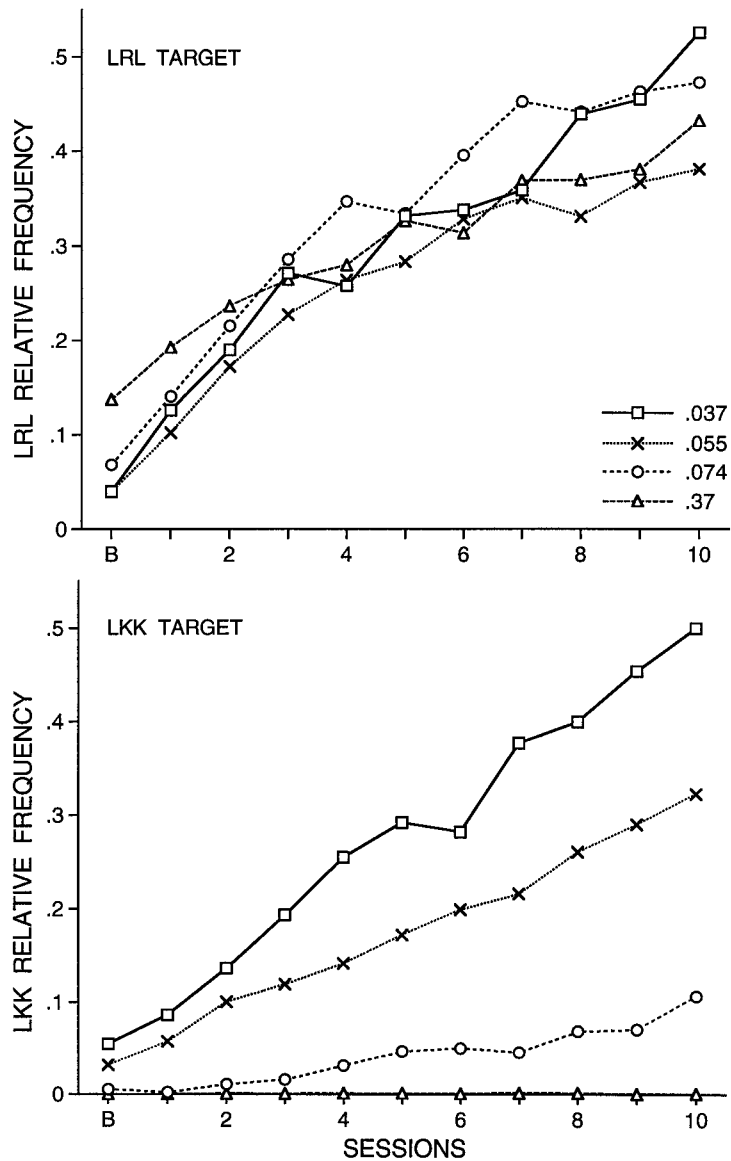 LRL TARGET
LRL RELATIVE FREQUENCY
.5
.4
.3
.2
.1
0
.037
.055
.074
.37
B 2 4 6 8 10
LKK TARGET
LKK RELATIVE FREQUENCY
.5
.4
.3
.2
.1
0
B 2 4 6 8 10
SESSIONS